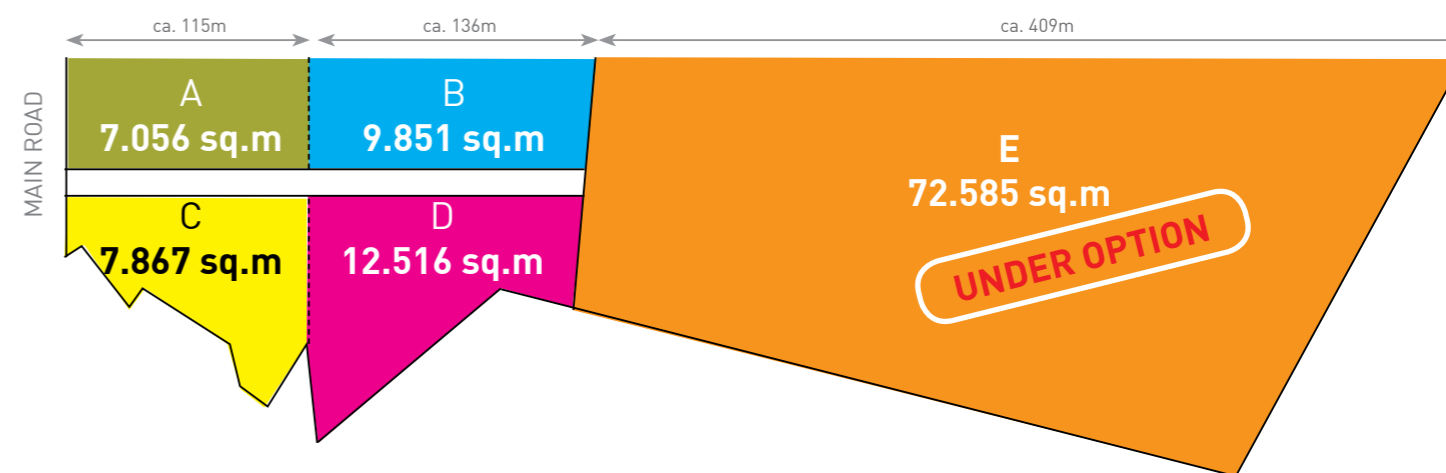 ca. 115m
ca. 136m
ca. 409m
MAIN ROAD
A
7.056 sq.m
B
9.851 sq.m
E
72.585 sq.m
UNDER OPTION
C
7.867 sq.m
D
12.516 sq.m